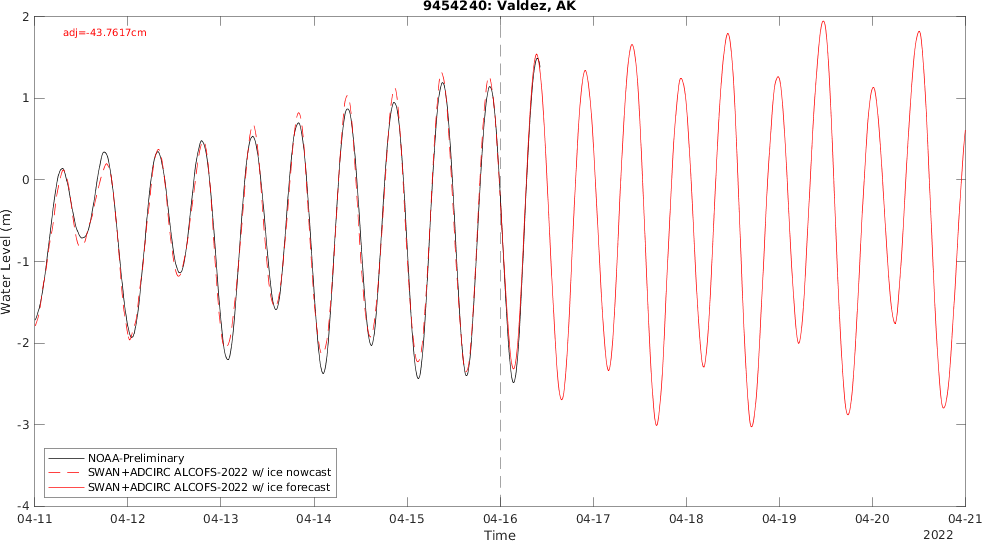 9454240: Valdez, AK
adj=-43.7617cm
2
1
0
-1
-2
-3
-4
Water Level (m)
NOAA-Preliminary
SWAN+ADCIRC ALCOFS-2022 w/ ice nowcast
SWAN+ADCIRC ALCOFS-2022 w/ ice forecast
04-11 04-12 04-13 04-14 04-15 04-16 04-17 04-18 04-19 04-20 04-21
Time
2022